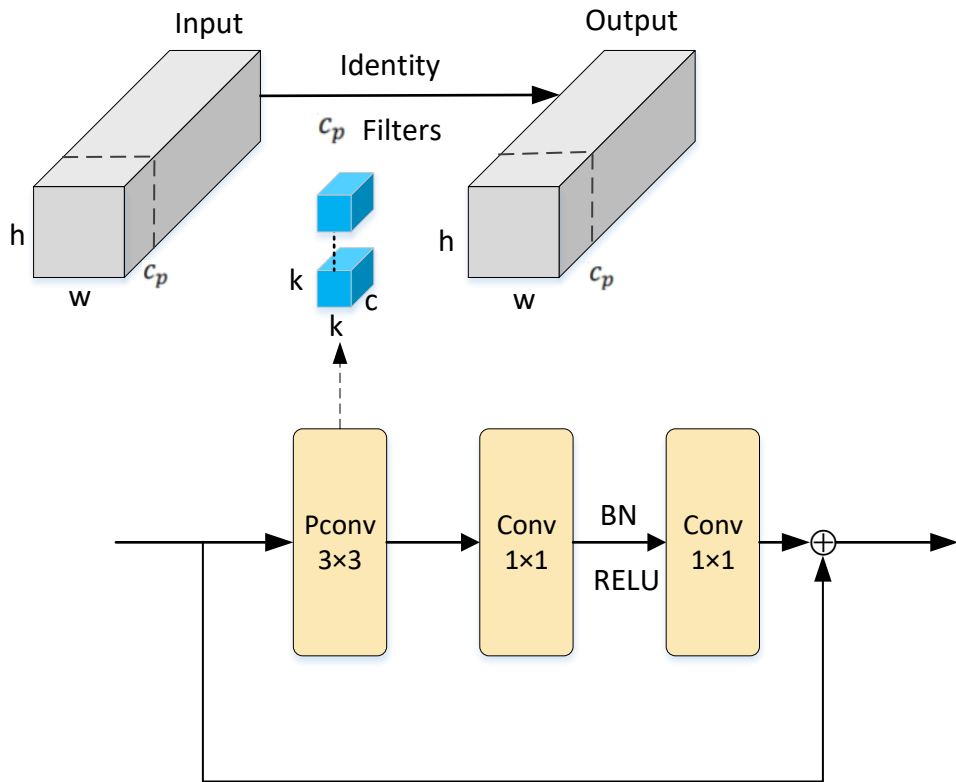 Input
Output
Identity
c_p Filters
h
c_p
w
k
c
k
h
c_p
w
Pconv
3×3
Conv
1×1
BN
RELU
Conv
1×1